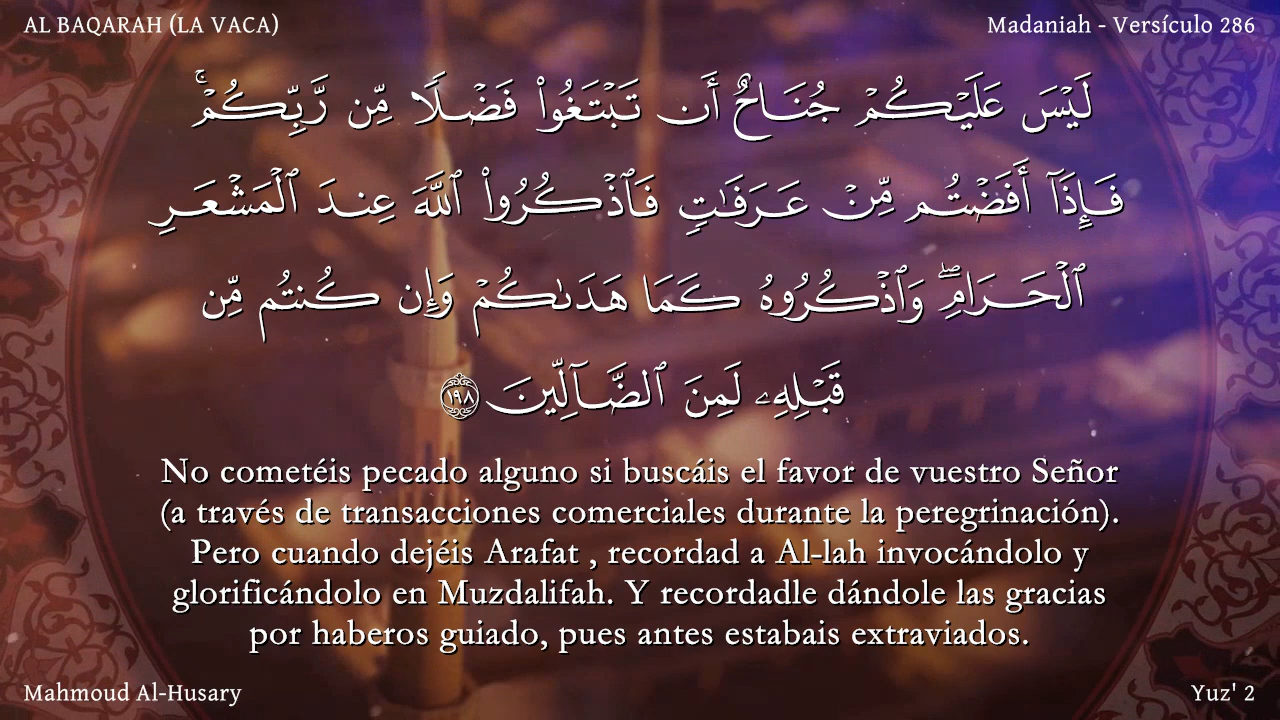 AL BAQARAH (LA VACA)
Madaniah - Versículo 286
لَيْسَ عَلَيْكُمْ جُنَاحٌ أَن تَبْتَغُوا۟ فَضْلًا مِّن رَّبِّكُمْ ۚ
فَإِذَآ أَفَضْتُم مِّنْ عَرَفَـٰتٍ فَٱذْكُرُوا۟ ٱللَّهَ عِندَ ٱلْمَشْعَرِ
ٱلْحَرَامِ ۖ وَٱذْكُرُوهُ كَمَا هَدَىٰكُمْ وَإِن كُنتُم مِّن
قَبْلِهِۦ لَمِنَ ٱلضَّآلِّينَ ١٩٨
No cometéis pecado alguno si buscáis el favor de vuestro Señor
(a través de transacciones comerciales durante la peregrinación).
Pero cuando dejéis Arafat , recordad a Al-lah invocándolo y
glorificándolo en Muzdalifah. Y recordadle dándole las gracias
por haberos guiado, pues antes estabais extraviados.
Mahmoud Al-Husary
Yuz' 2